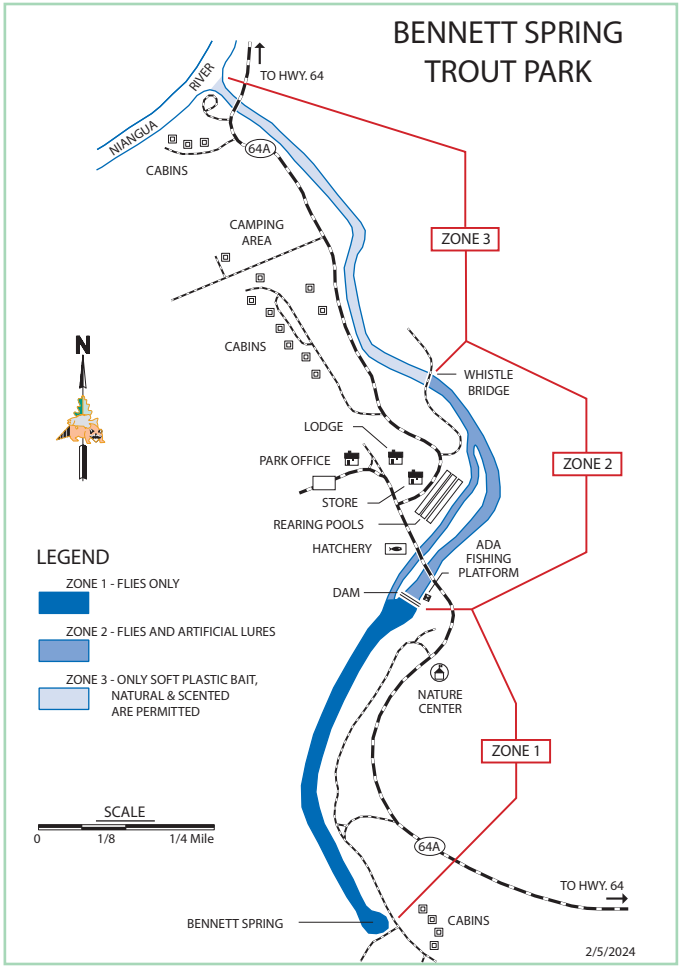 BENNETT SPRING
TROUT PARK
TO HWY. 64
RIVER
NIANGUA
CABINS
64A
CAMPING
AREA
ZONE 3
N
CABINS
WHISTLE
BRIDGE
LODGE
PARK OFFICE
ZONE 2
STORE
REARING POOLS
HATCHERY
ADA
FISHING
PLATFORM
DAM
LEGEND
ZONE 1 - FLIES ONLY
ZONE 2 - FLIES AND ARTIFICIAL LURES
ZONE 3 - ONLY SOFT PLASTIC BAIT,
NATURAL & SCENTED
ARE PERMITTED
NATURE
CENTER
ZONE 1
SCALE
0 1/8 1/4 Mile
64A
TO HWY. 64
BENNETT SPRING
CABINS
2/5/2024